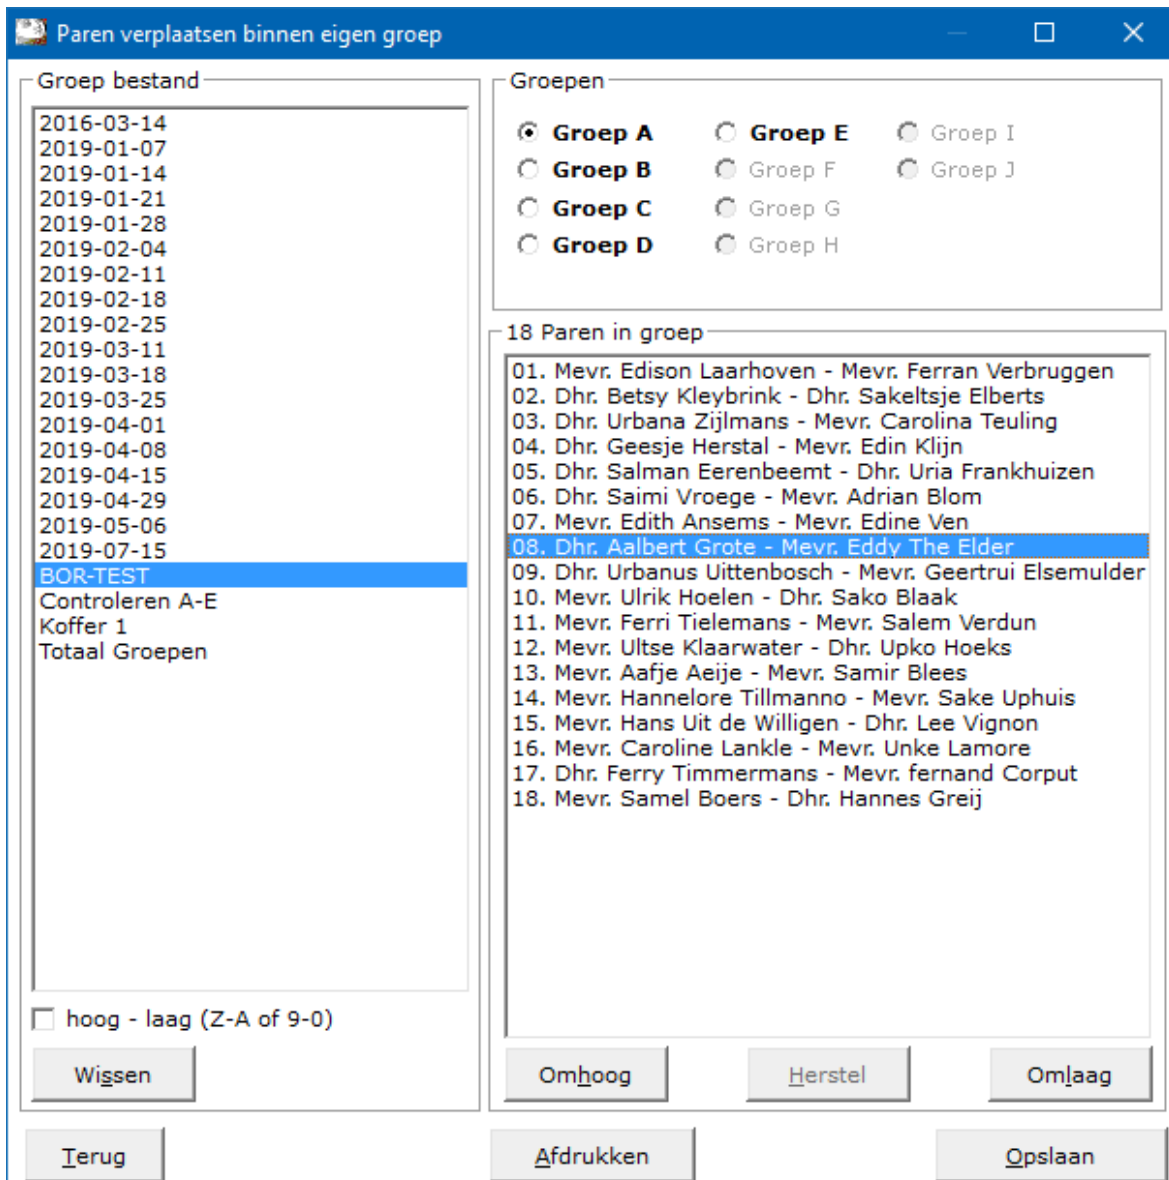 Paren verplaatsen binnen eigen groep
Groep bestand
2016-03-14
2019-01-07
2019-01-14
2019-01-21
2019-01-28
2019-02-04
2019-02-11
2019-02-18
2019-02-25
2019-03-11
2019-03-18
2019-03-25
2019-04-01
2019-04-08
2019-04-15
2019-04-29
2019-05-06
2019-07-15
BOR-TEST
Controleren A-E
Koffer 1
Totaal Groepen
hoog - laag (Z-A of 9-0)
Wissen
Groepen
Groep A
Groep B
Groep C
Groep D
Groep E
Groep F
Groep G
Groep H
Groep I
Groep J
18 Paren in groep
01. Mevr. Edison Laarhoven - Mevr. Ferran Verbruggen
02. Dhr. Betsy Kleybrink - Dhr. Sakeltsje Elberts
03. Dhr. Urbana Zijlmans - Mevr. Carolina Teuling
04. Dhr. Geesje Herstal - Mevr. Edin Klijn
05. Dhr. Salman Eerenbeemt - Dhr. Uria Frankhuizen
06. Dhr. Saimi Vroege - Mevr. Adrian Blom
07. Mevr. Edith Ansems - Mevr. Edine Ven
08. Dhr. Aalbert Grote - Mevr. Eddy The Elder
09. Dhr. Urbanus Uittenbosch - Mevr. Geertrui Elsemulder
10. Mevr. Ulrik Hoelen - Dhr. Sako Blaak
11. Mevr. Ferri Tielemans - Mevr. Salem Verdun
12. Mevr. Ultse Klaarwater - Dhr. Upko Hoeks
13. Mevr. Aafje Aeije - Mevr. Samir Blees
14. Mevr. Hannelore Tillmanno - Mevr. Sake Uphuis
15. Mevr. Hans Uit de Willigen - Dhr. Lee Vignon
16. Mevr. Caroline Lankle - Mevr. Unke Lamore
17. Dhr. Ferry Timmermans - Mevr. fernand Corput
18. Mevr. Samel Boers - Dhr. Hannes Greij
Omhoog
Herstel
Omlaag
Terug
Afdrukken
Opslaan